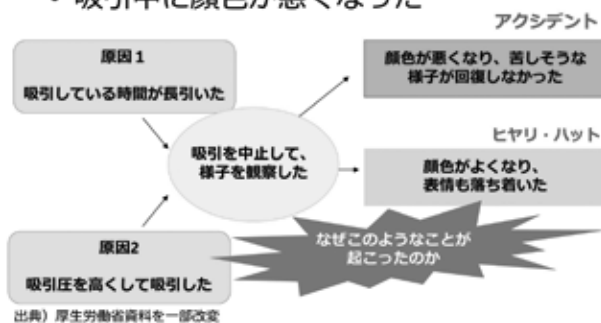 ・吸引中に顔色が悪くなった
アクシデント
原因1
吸引している時間が長引いた
顔色が悪くなり、苦しそうな
様子が回復しなかった
吸引を中止して、
様子を観察した
ヒヤリ・ハット
顔色がよくなり、
表情も落ち着いた
原因2
吸引圧を高くして吸引した
なぜこのようなことが
起こったのか
出典）厚生労働省資料を一部改変